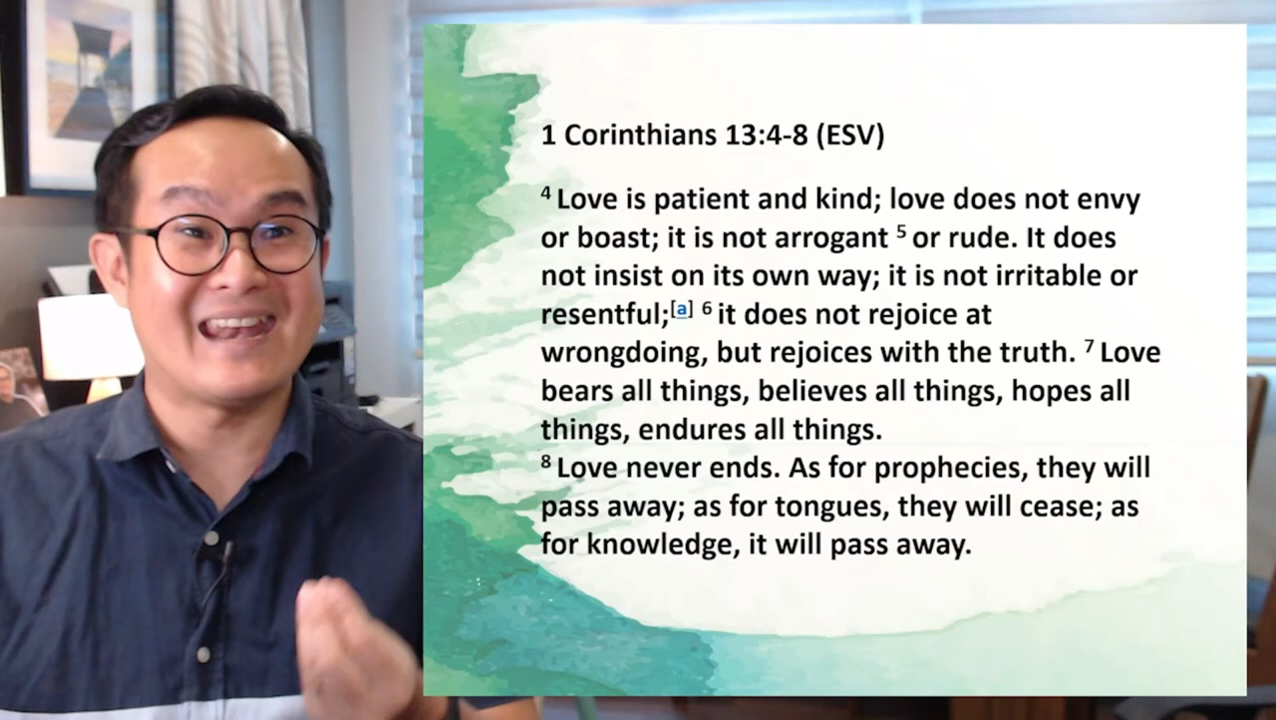 1 Corinthians 13:4-8 (ESV)
4 Love is patient and kind; love does not envy
or boast; it is not arrogant 5 or rude. It does
not insist on its own way; it is not irritable or
resentful;[a] 6 it does not rejoice at
wrongdoing, but rejoices with the truth. 7 Love
bears all things, believes all things, hopes all
things, endures all things.
8 Love never ends. As for prophecies, they will
pass away; as for tongues, they will cease; as
for knowledge, it will pass away.